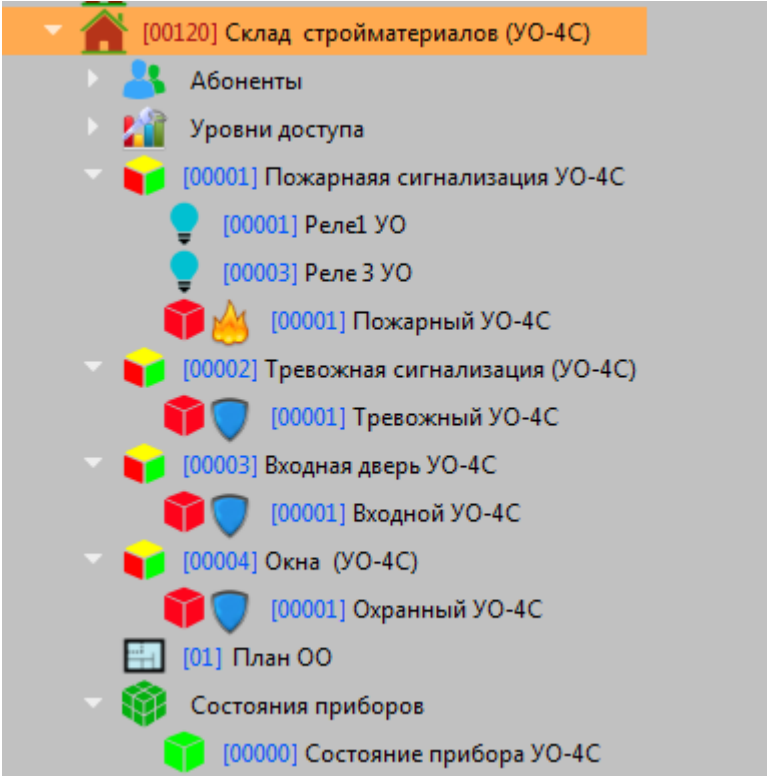 [00120] Склад стройматериалов (УО-4С)
Абоненты
Уровни доступа
[00001] Пожарнаяя сигнализация УО-4С
[00001] Реле1 УО
[00003] Реле 3 УО
[00001] Пожарный УО-4С
[00002] Тревожная сигнализация (УО-4С)
[00001] Тревожный УО-4С
[00003] Входная дверь УО-4С
[00001] Входной УО-4С
[00004] Окна (УО-4С)
[00001] Охранный УО-4С
[01] План ОО
Состояния приборов
[00000] Состояние прибора УО-4С